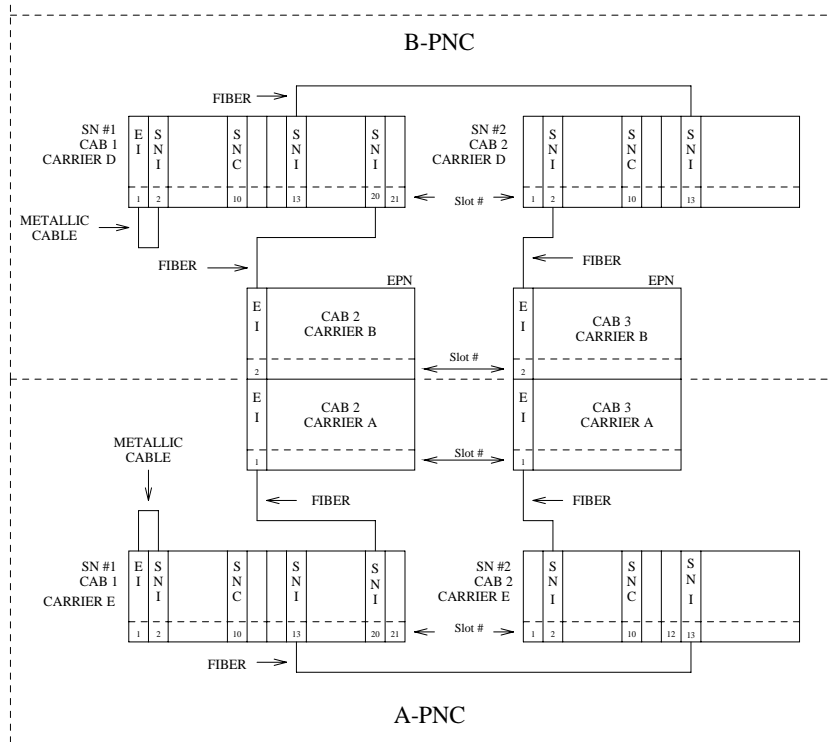 B-PNC
FIBER
SN #1
CAB 1
CARRIER D
E I
S N I
S N C
S N I
S N I
1 2 10 13 20 21
Slot #
SN #2
CAB 2
CARRIER D
S N I
S N C
S N I
1 2 10 13
METALLIC
CABLE
FIBER
FIBER
EPN
E I
CAB 2
CARRIER B
2
Slot #
EPN
E I
CAB 3
CARRIER B
2
E I
CAB 2
CARRIER A
1
Slot #
E I
CAB 3
CARRIER A
1
METALLIC
CABLE
FIBER
FIBER
SN #1
CAB 1
CARRIER E
E I
S N I
S N C
S N I
S N I
1 2 10 13 20 21
Slot #
SN #2
CAB 2
CARRIER E
S N I
S N C
S N I
1 2 10 12 13
FIBER
A-PNC